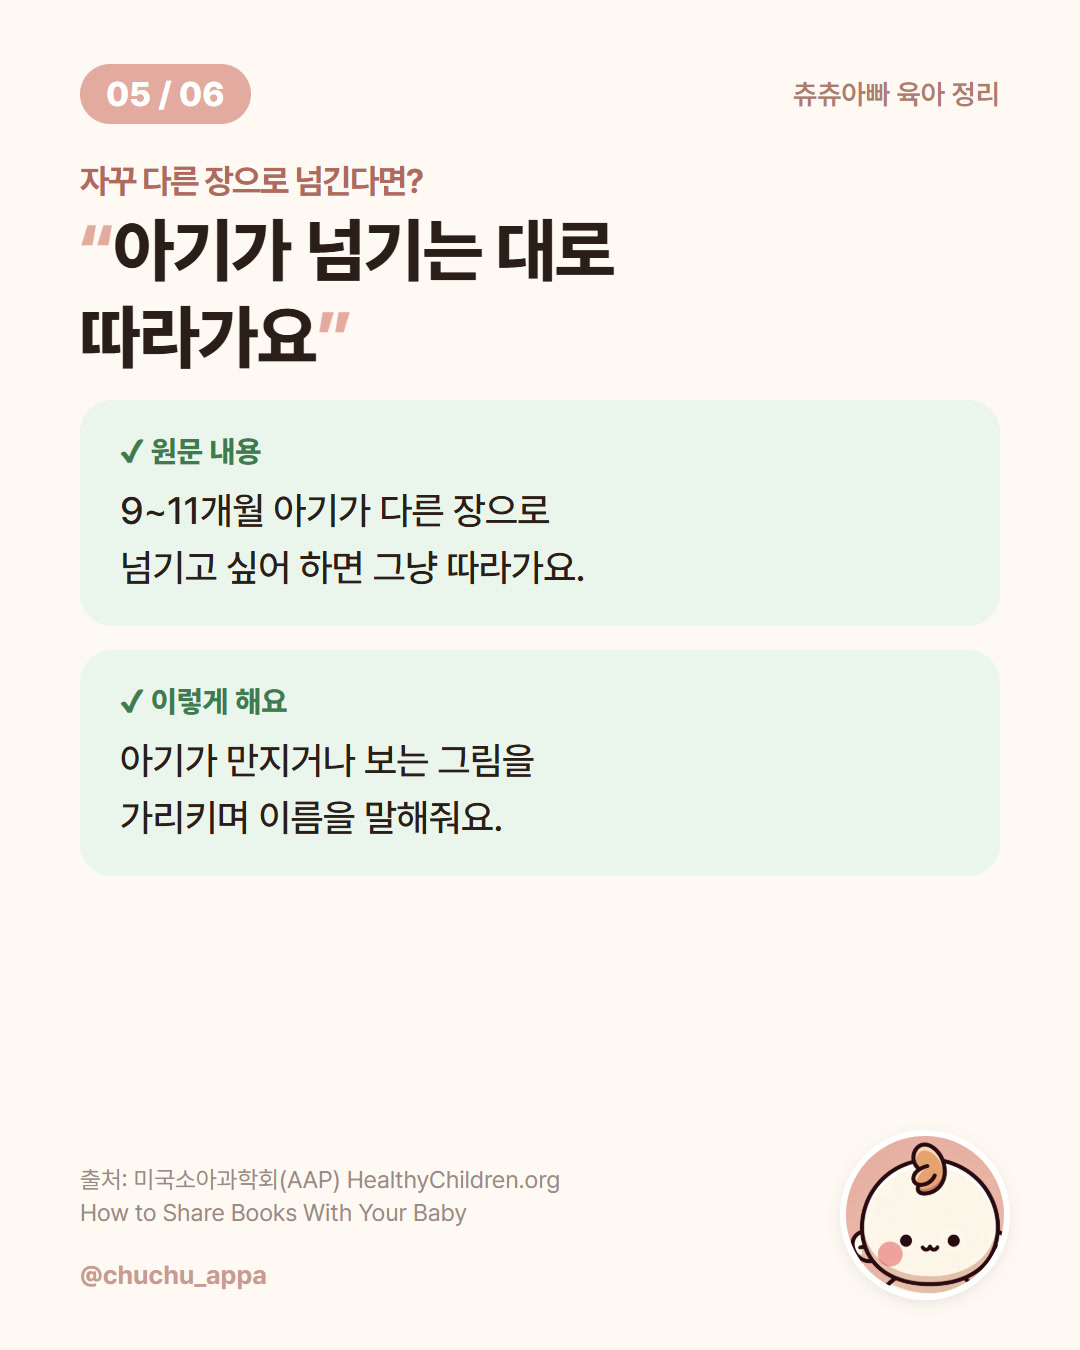 05 / 06
츄츄아빠 육아 정리
자꾸 다른 장으로 넘긴다면?
“아기가 넘기는 대로
따라가요”
✓ 원문 내용
9~11개월 아기가 다른 장으로
넘기고 싶어 하면 그냥 따라가요.
✓ 이렇게 해요
아기가 만지거나 보는 그림을
가리키며 이름을 말해줘요.
출처: 미국소아과학회(AAP) HealthyChildren.org
How to Share Books With Your Baby
@chuchu_appa